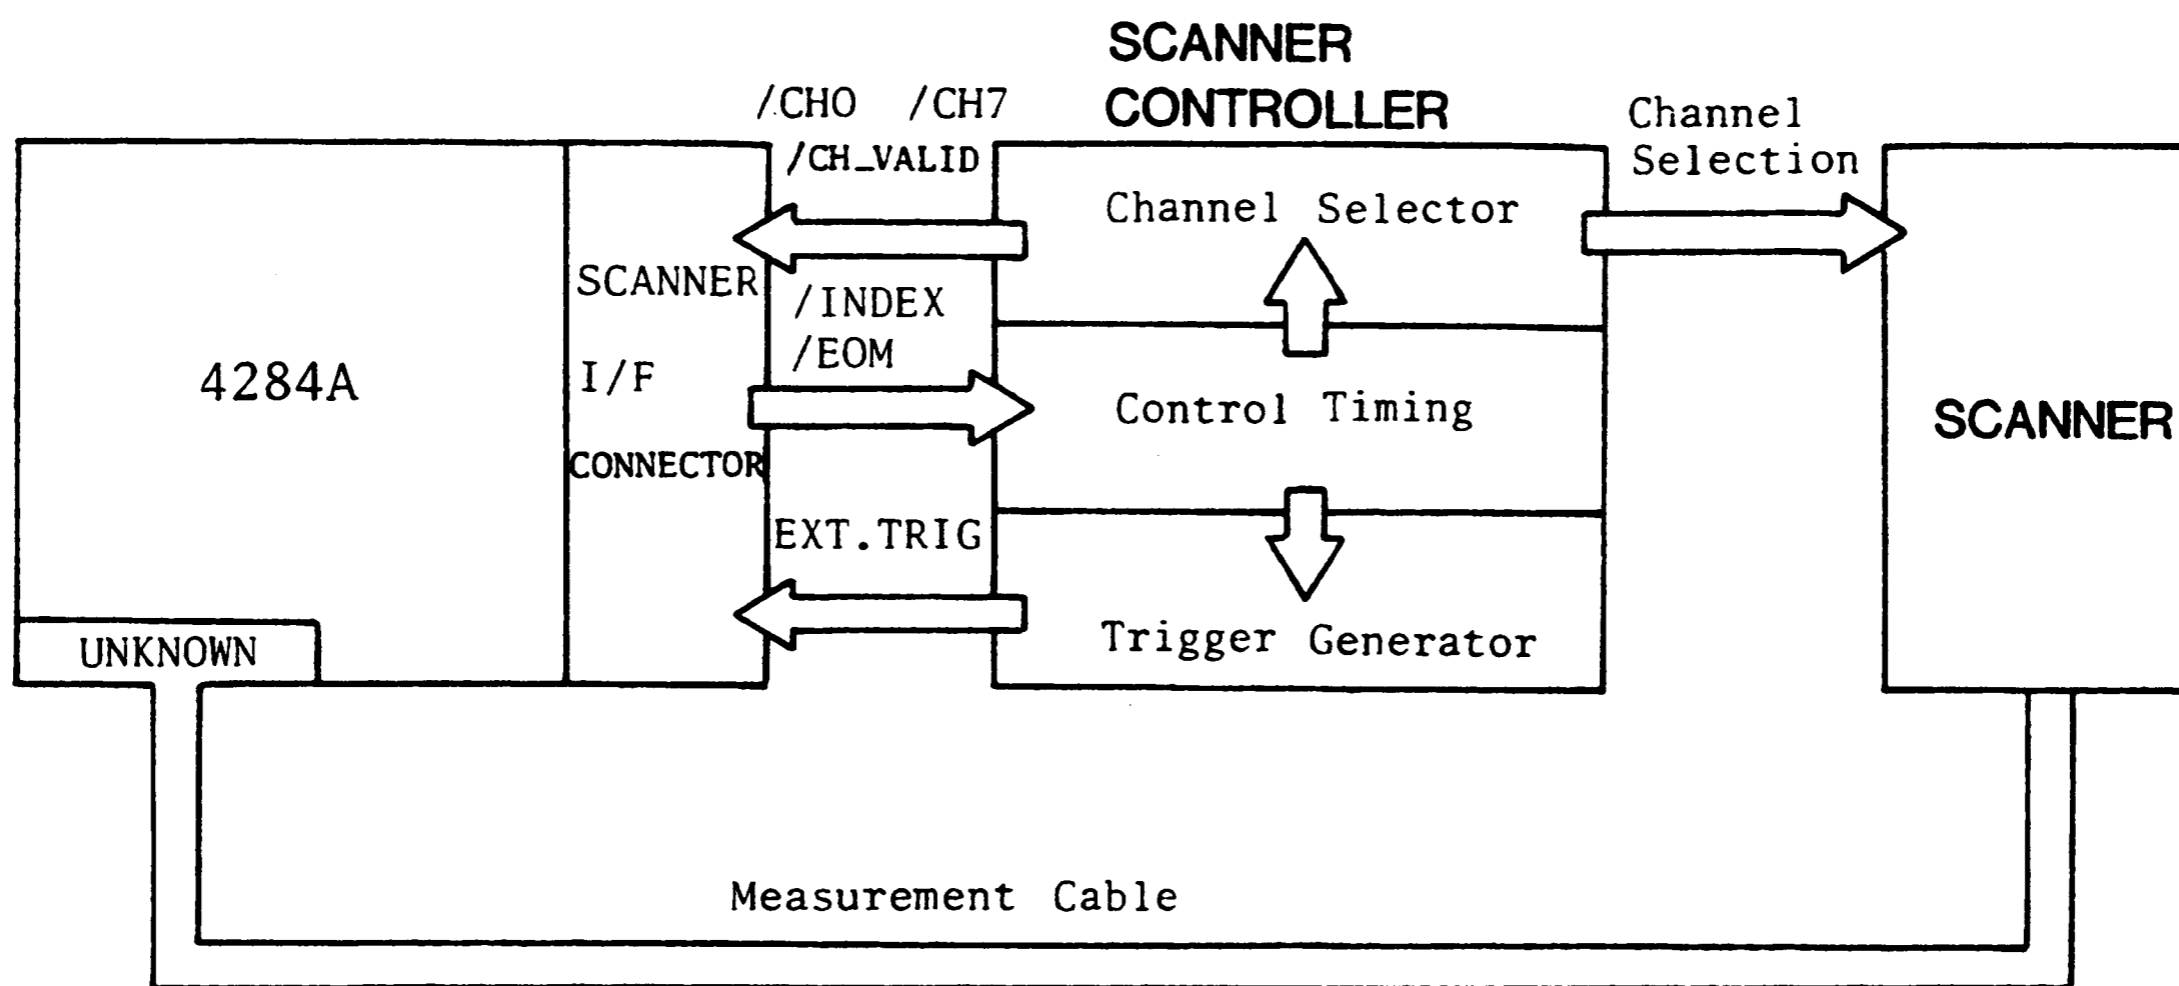 SCANNER
CONTROLLER
/CH0 /CH7
/CH_VALID
Channel
Selection
Channel Selector
SCANNER
I/F
CONNECTOR
/INDEX
/EOM
4284A
Control Timing
SCANNER
EXT.TRIG
Trigger Generator
UNKNOWN
Measurement Cable